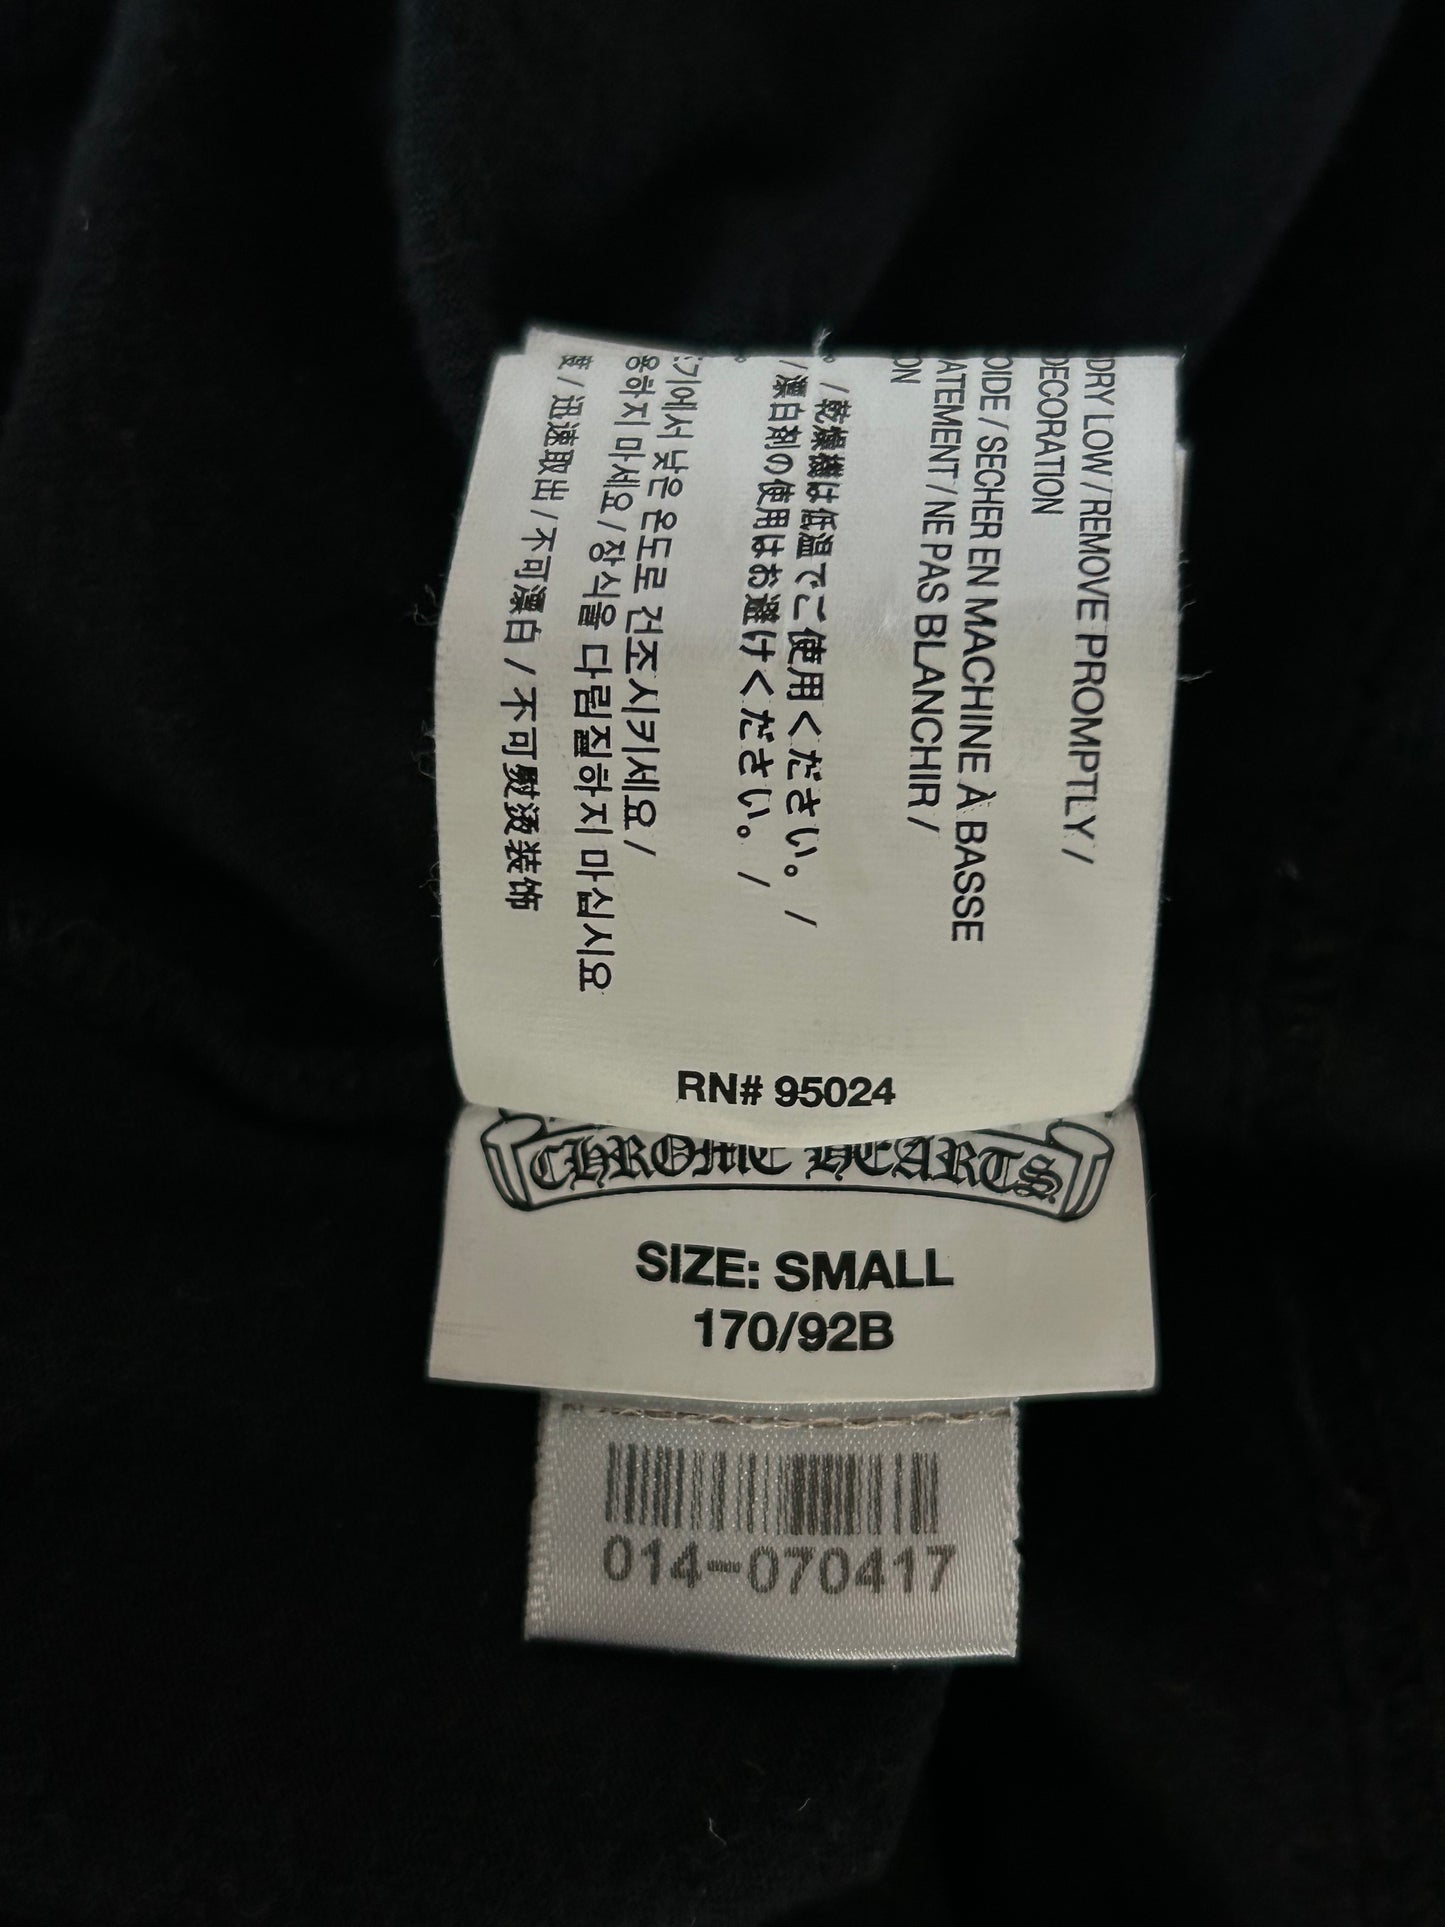 DRY LOW / REMOVE PROMPTLY /
DECORATION
OIDE / SECHER EN MACHINE À BASSE
ATEMENT / NE PAS BLANCHIR /
ON
。/ 乾燥機は低温でご使用ください。 /
/ 漂白剤の使用はお避けください。 /
。
기에서 낮은 온도로 건조시키세요 /
용하지 마세요 / 장식을 다림질하지 마십시요
度 / 迅速取出 / 不可漂白 / 不可熨烫装饰
RN# 95024
CHROME HEARTS
SIZE: SMALL
170/92B
014-070417